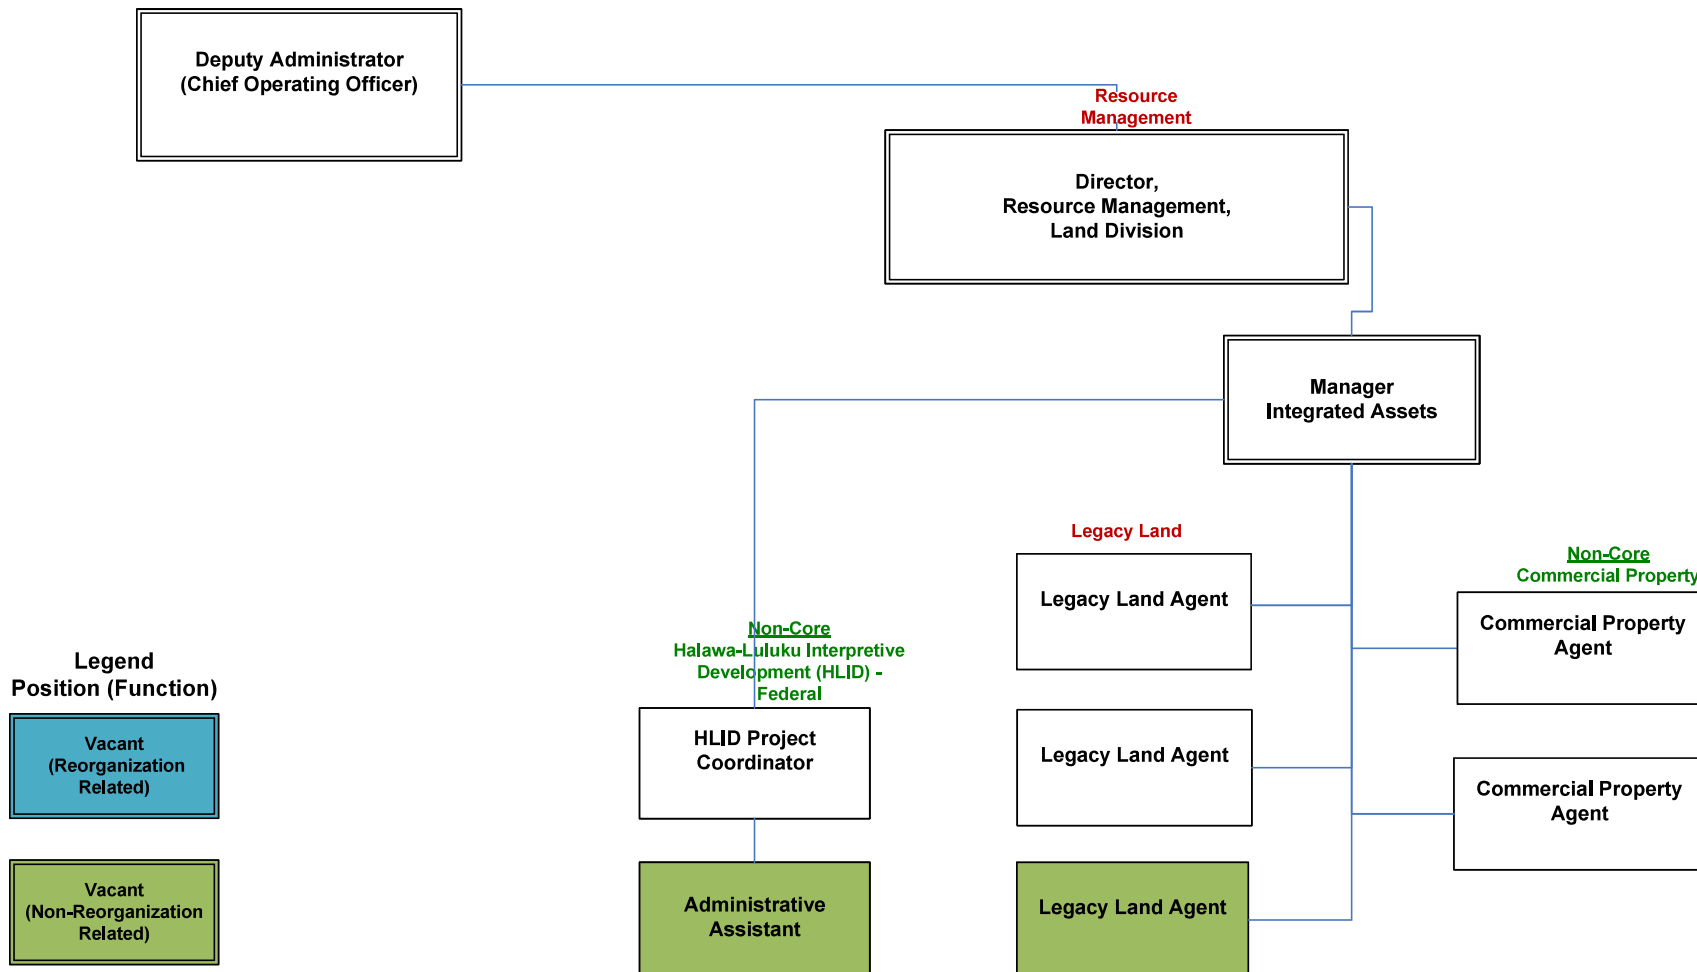 Deputy Administrator
(Chief Operating Officer)
Resource
Management
Director,
Resource Management,
Land Division
Manager
Integrated Assets
Legacy Land
Legacy Land Agent
Non-Core
Commercial Property
Commercial Property
Agent
Non-Core
Halawa-Luluku Interpretive
Development (HLID) -
Federal
HLID Project
Coordinator
Legacy Land Agent
Commercial Property
Agent
Administrative
Assistant
Legacy Land Agent
Legend
Position (Function)
Vacant
(Reorganization
Related)
Vacant
(Non-Reorganization
Related)